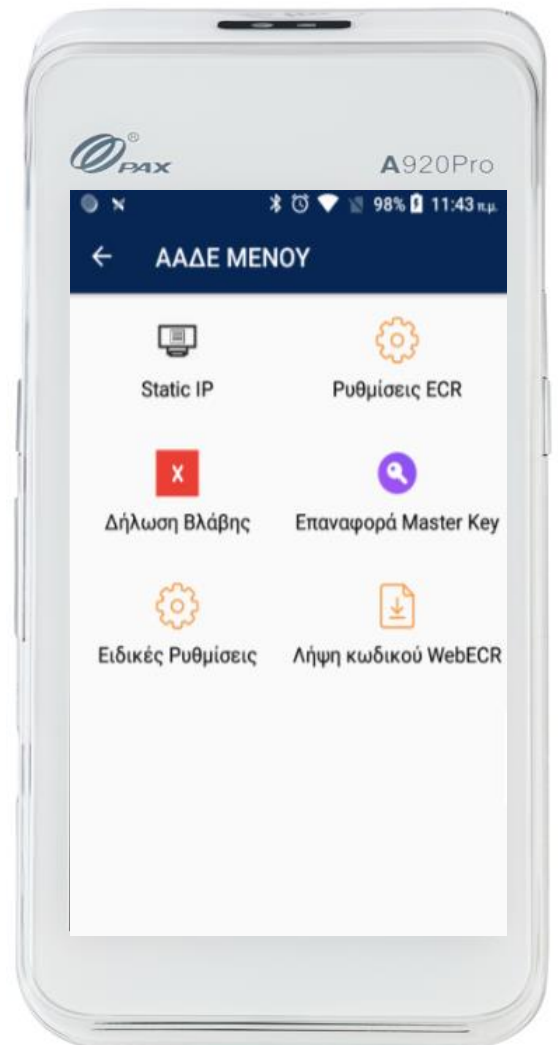 PAX®
A920Pro
98% 11:43 π.μ.
← ΑΑΔΕ ΜΕΝΟΥ
Static IP
Ρυθμίσεις ECR
X
Δήλωση Βλάβης
Επαναφορά Master Key
Ειδικές Ρυθμίσεις
Λήψη κωδικού WebECR